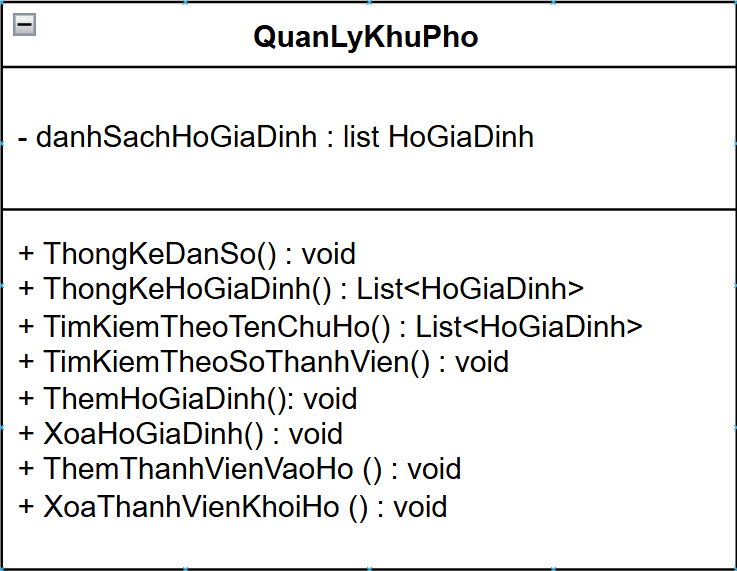 QuanLyKhuPho
- danhSachHoGiaDinh : list HoGiaDinh
+ ThongKeDanSo() : void
+ ThongKeHoGiaDinh() : List<HoGiaDinh>
+ TimKiemTheoTenChuHo() : List<HoGiaDinh>
+ TimKiemTheoSoThanhVien() : void
+ ThemHoGiaDinh(): void
+ XoaHoGiaDinh() : void
+ ThemThanhVienVaoHo () : void
+ XoaThanhVienKhoiHo () : void